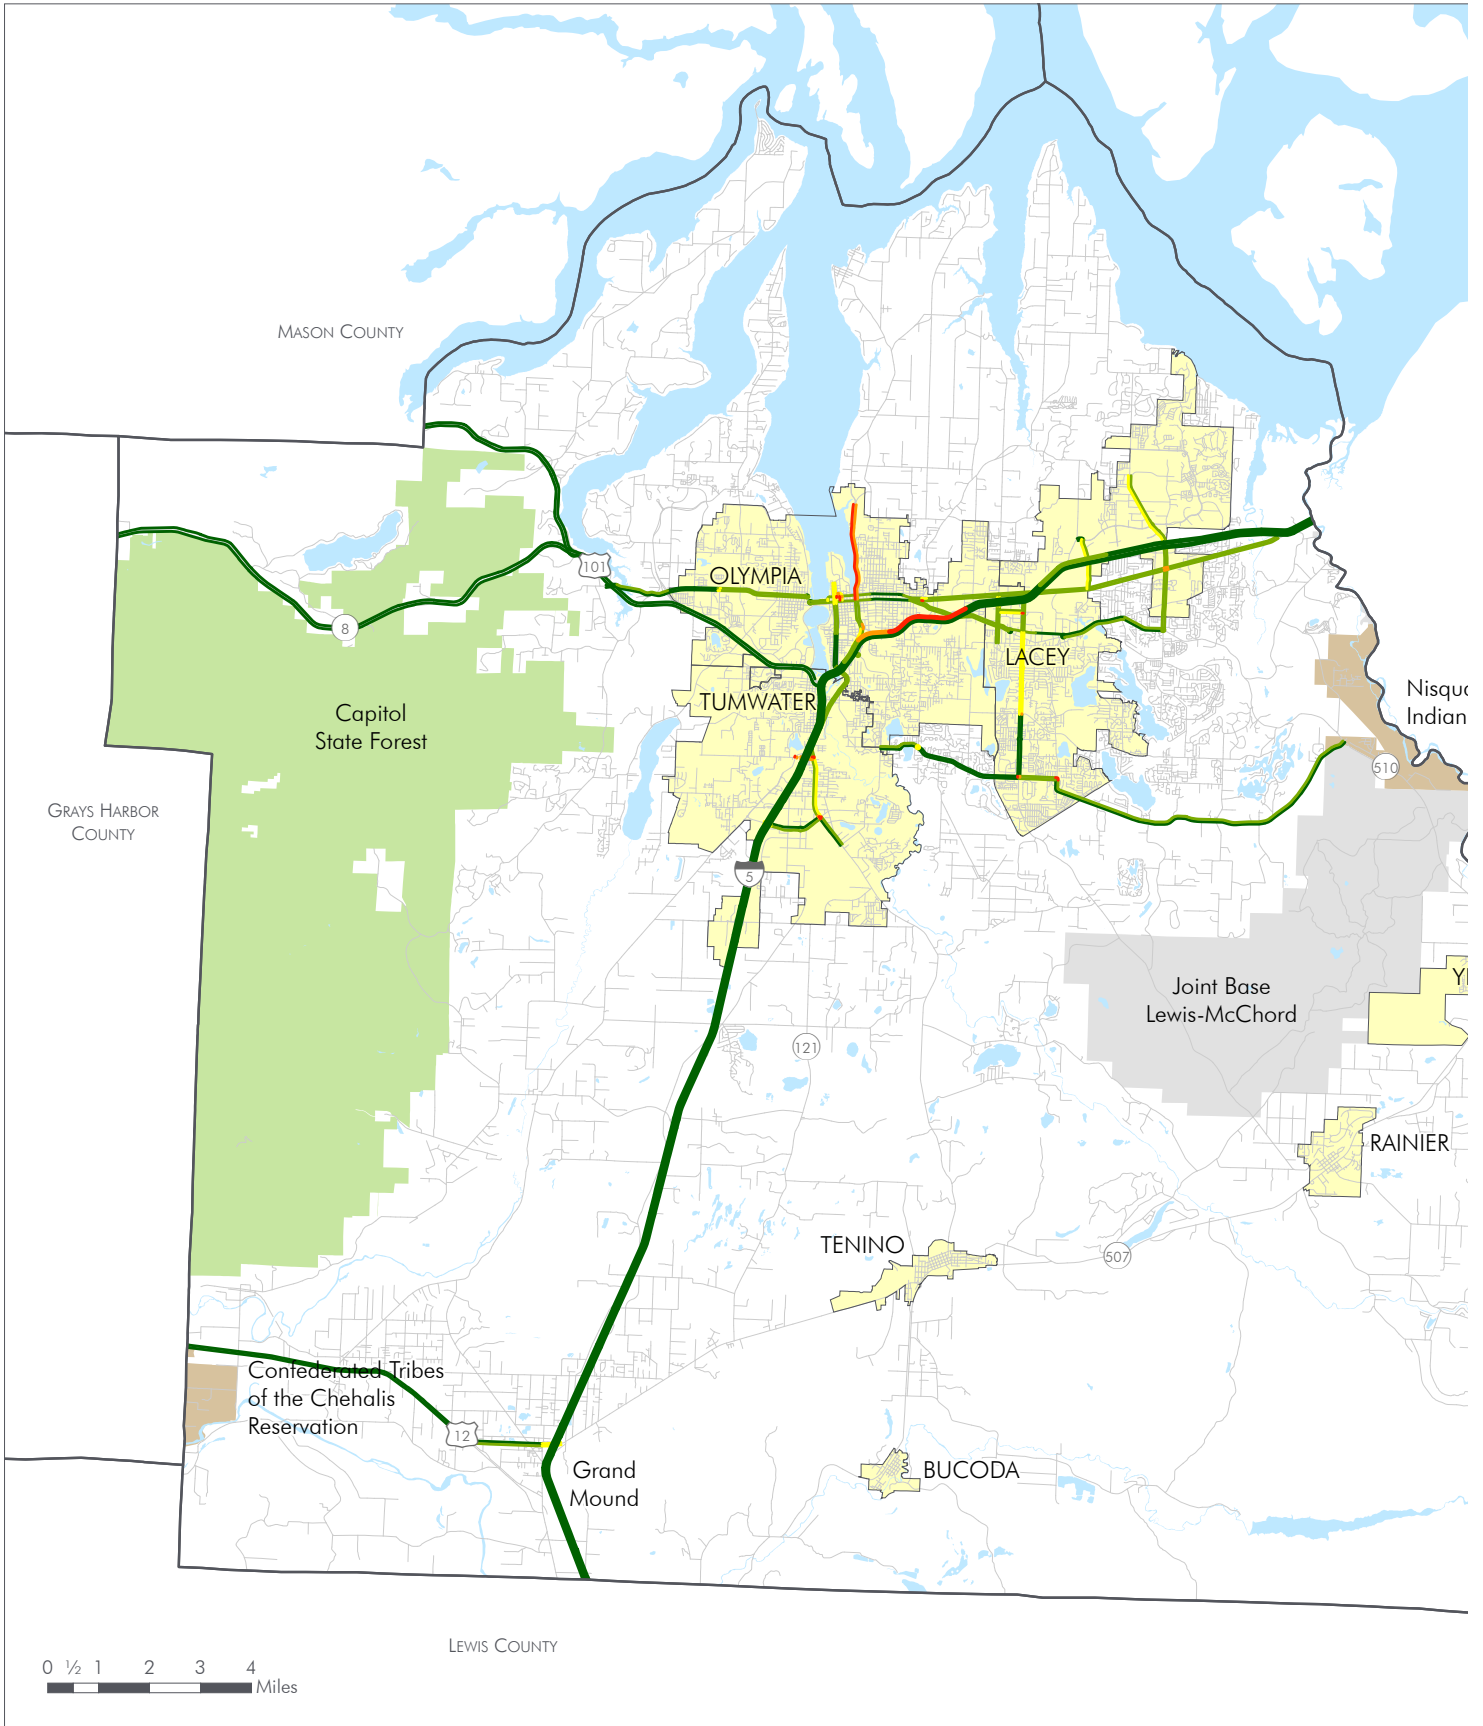 MASON COUNTY
101
OLYMPIA
8
LACEY
Nisqu
Indian
TUMWATER
Capitol
State Forest
510
GRAYS HARBOR
COUNTY
5
Joint Base
Lewis-McChord
121
RAINIER
TENINO
507
Confederated Tribes
of the Chehalis
Reservation
12
Grand
Mound
BUCODA
LEWIS COUNTY
0 ½ 1 2 3 4
Miles